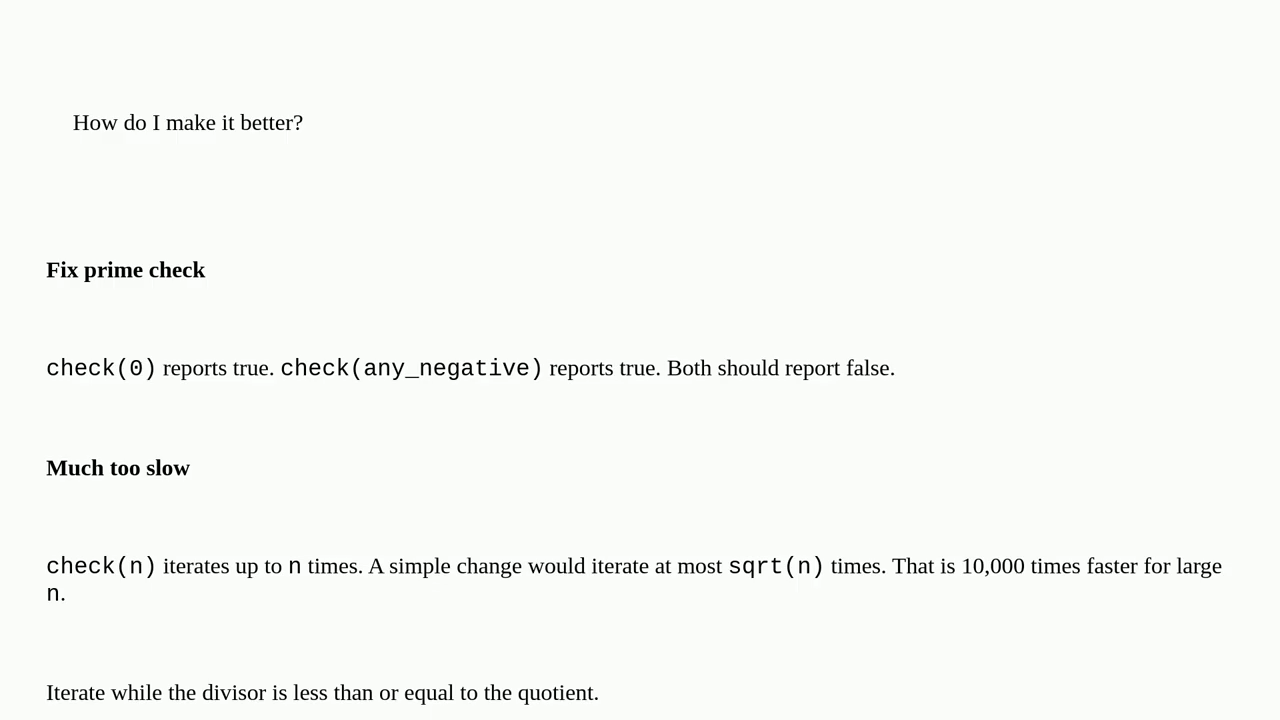 How do I make it better?
Fix prime check
check(0) reports true. check(any_negative) reports true. Both should report false.
Much too slow
check(n) iterates up to n times. A simple change would iterate at most sqrt(n) times. That is 10,000 times faster for large
n.
Iterate while the divisor is less than or equal to the quotient.